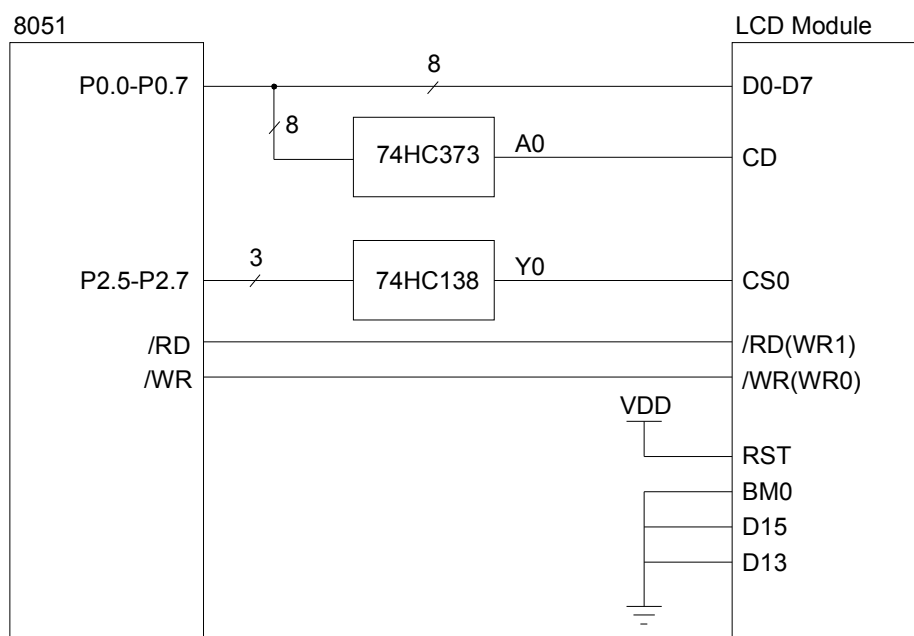 8051
LCD Module
P0.0-P0.7
8
D0-D7
8
74HC373
A0
CD
P2.5-P2.7
3
74HC138
Y0
CS0
/RD
/RD(WR1)
/WR
/WR(WR0)
VDD
RST
BM0
D15
D13